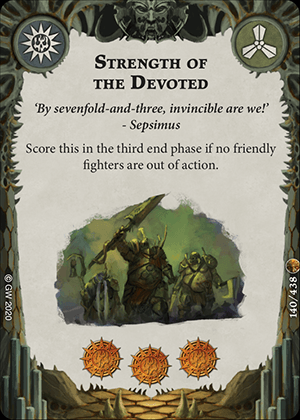 STRENGTH OF
THE DEVOTED
‘By sevenfold-and-three, invincible are we!’
- Sepsimus
Score this in the third end phase if no friendly
fighters are out of action.
© GW 2020
140/438